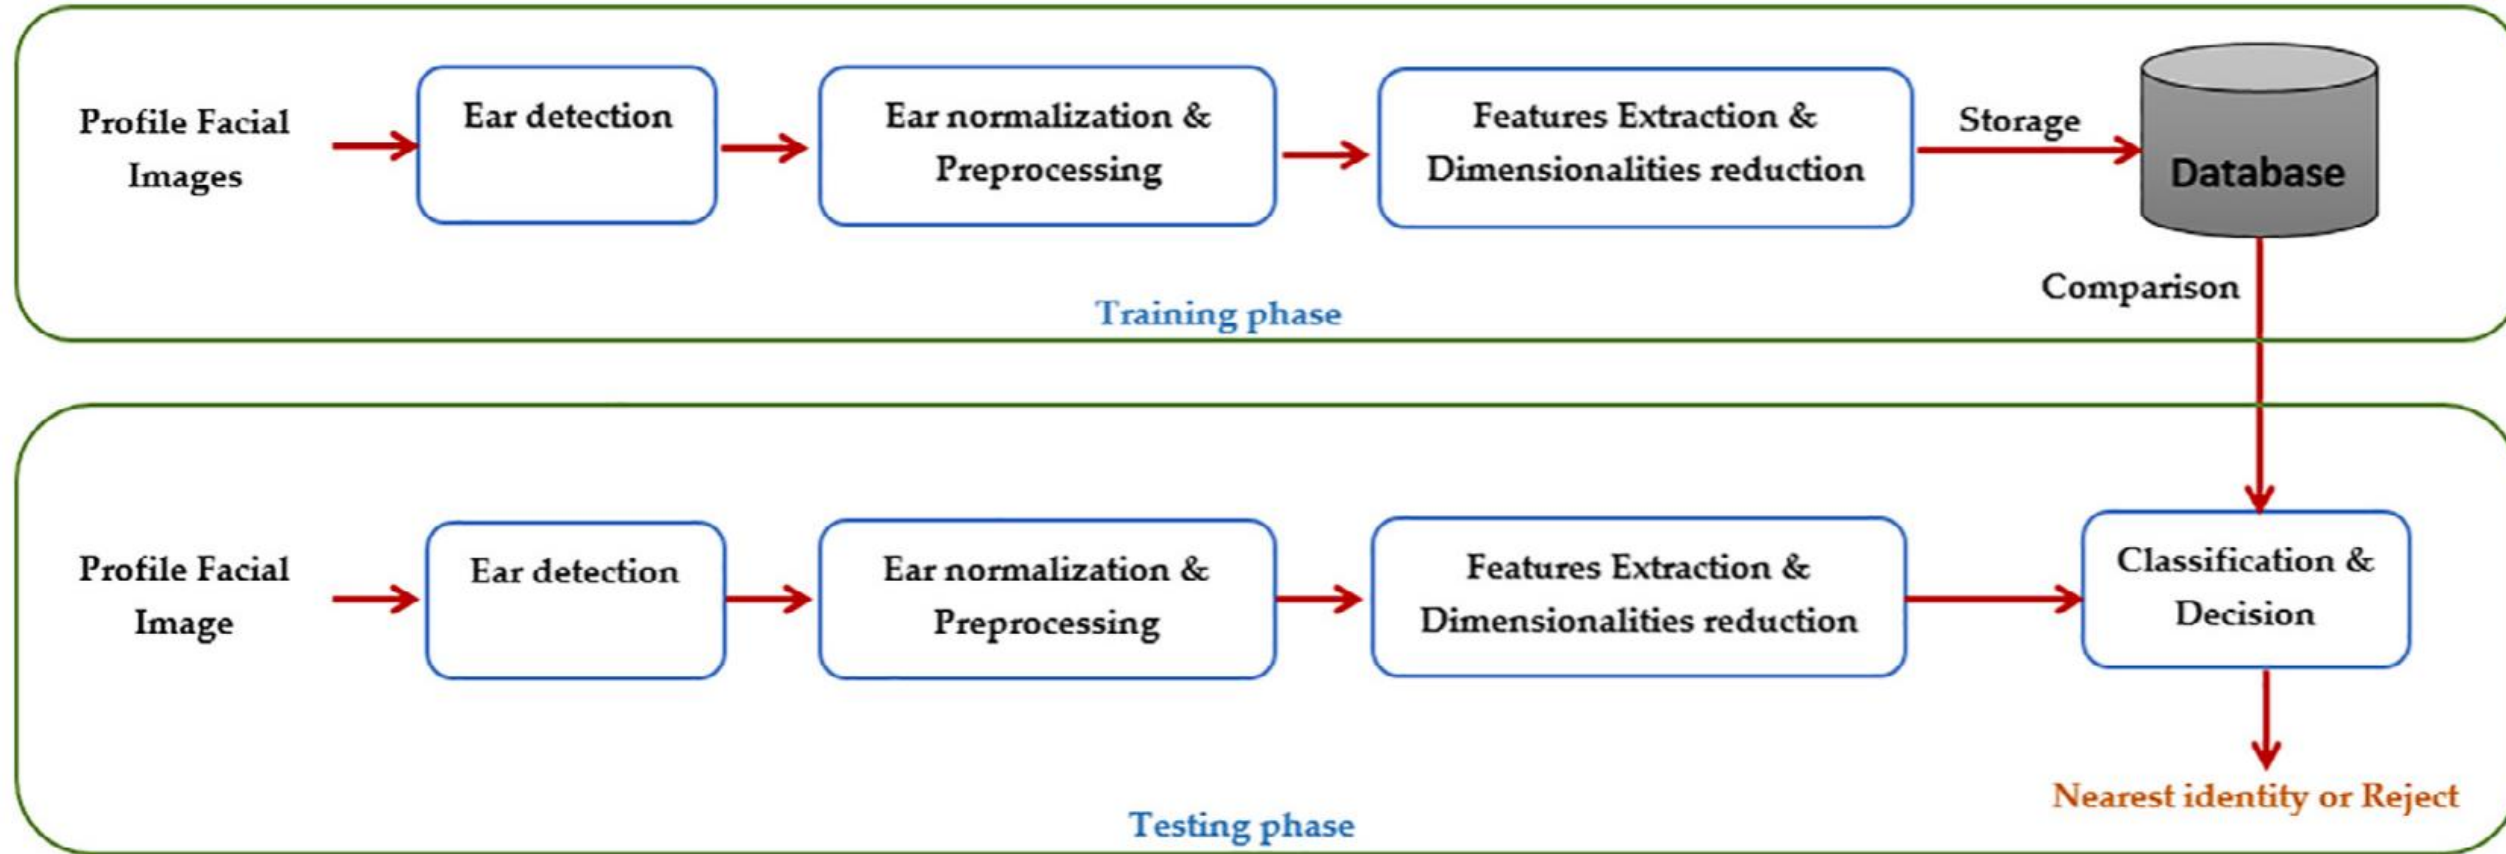 Profile Facial
Images
Ear detection
Ear normalization &
Preprocessing
Features Extraction &
Dimensionalities reduction
Storage
Database
Comparison
Training phase
Profile Facial
Image
Ear detection
Ear normalization &
Preprocessing
Features Extraction &
Dimensionalities reduction
Classification &
Decision
Nearest identity or Reject
Testing phase